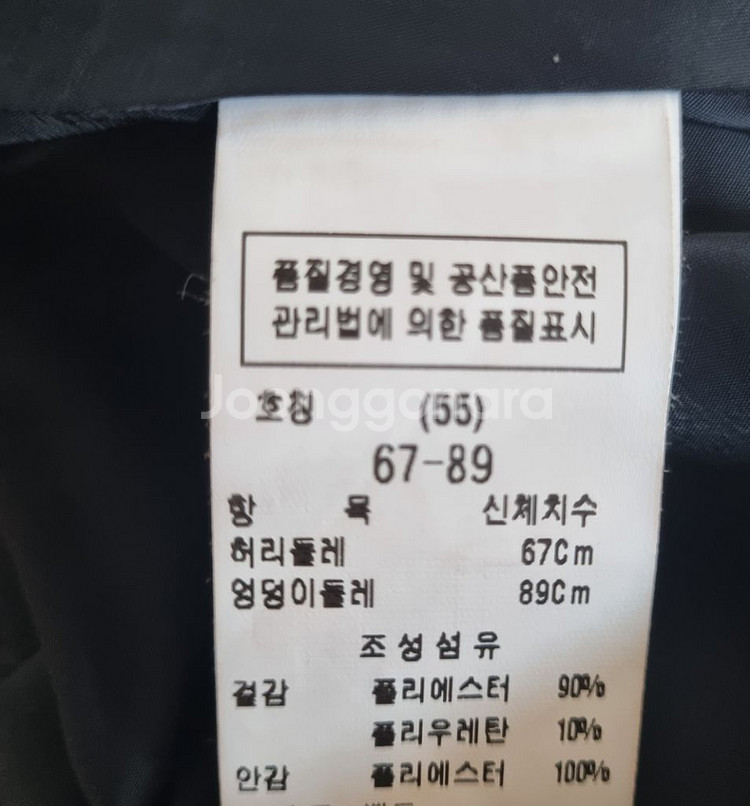 품질경영 및 공산품안전
관리법에 의한 품질표시
호칭 (55)
Joonggonara
67-89
항 목 신체치수
허리둘레 67Cm
엉덩이둘레 89Cm
조성섬유
겉감 폴리에스터 90%
폴리우레탄 10%
안감 폴리에스터 100%